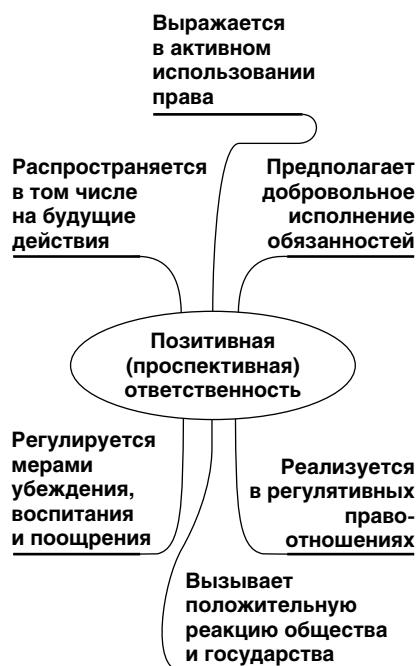 Выражается
в активном
использовании
права
Распространяется
в том числе
на будущие
действия
Предполагает
добровольное
исполнение
обязанностей
Позитивная
(проспективная)
ответственность
Регулируется
мерами
убеждения,
воспитания
и поощрения
Реализуется
в регулятивных
право-
отношениях
Вызывает
положительную
реакцию общества
и государства